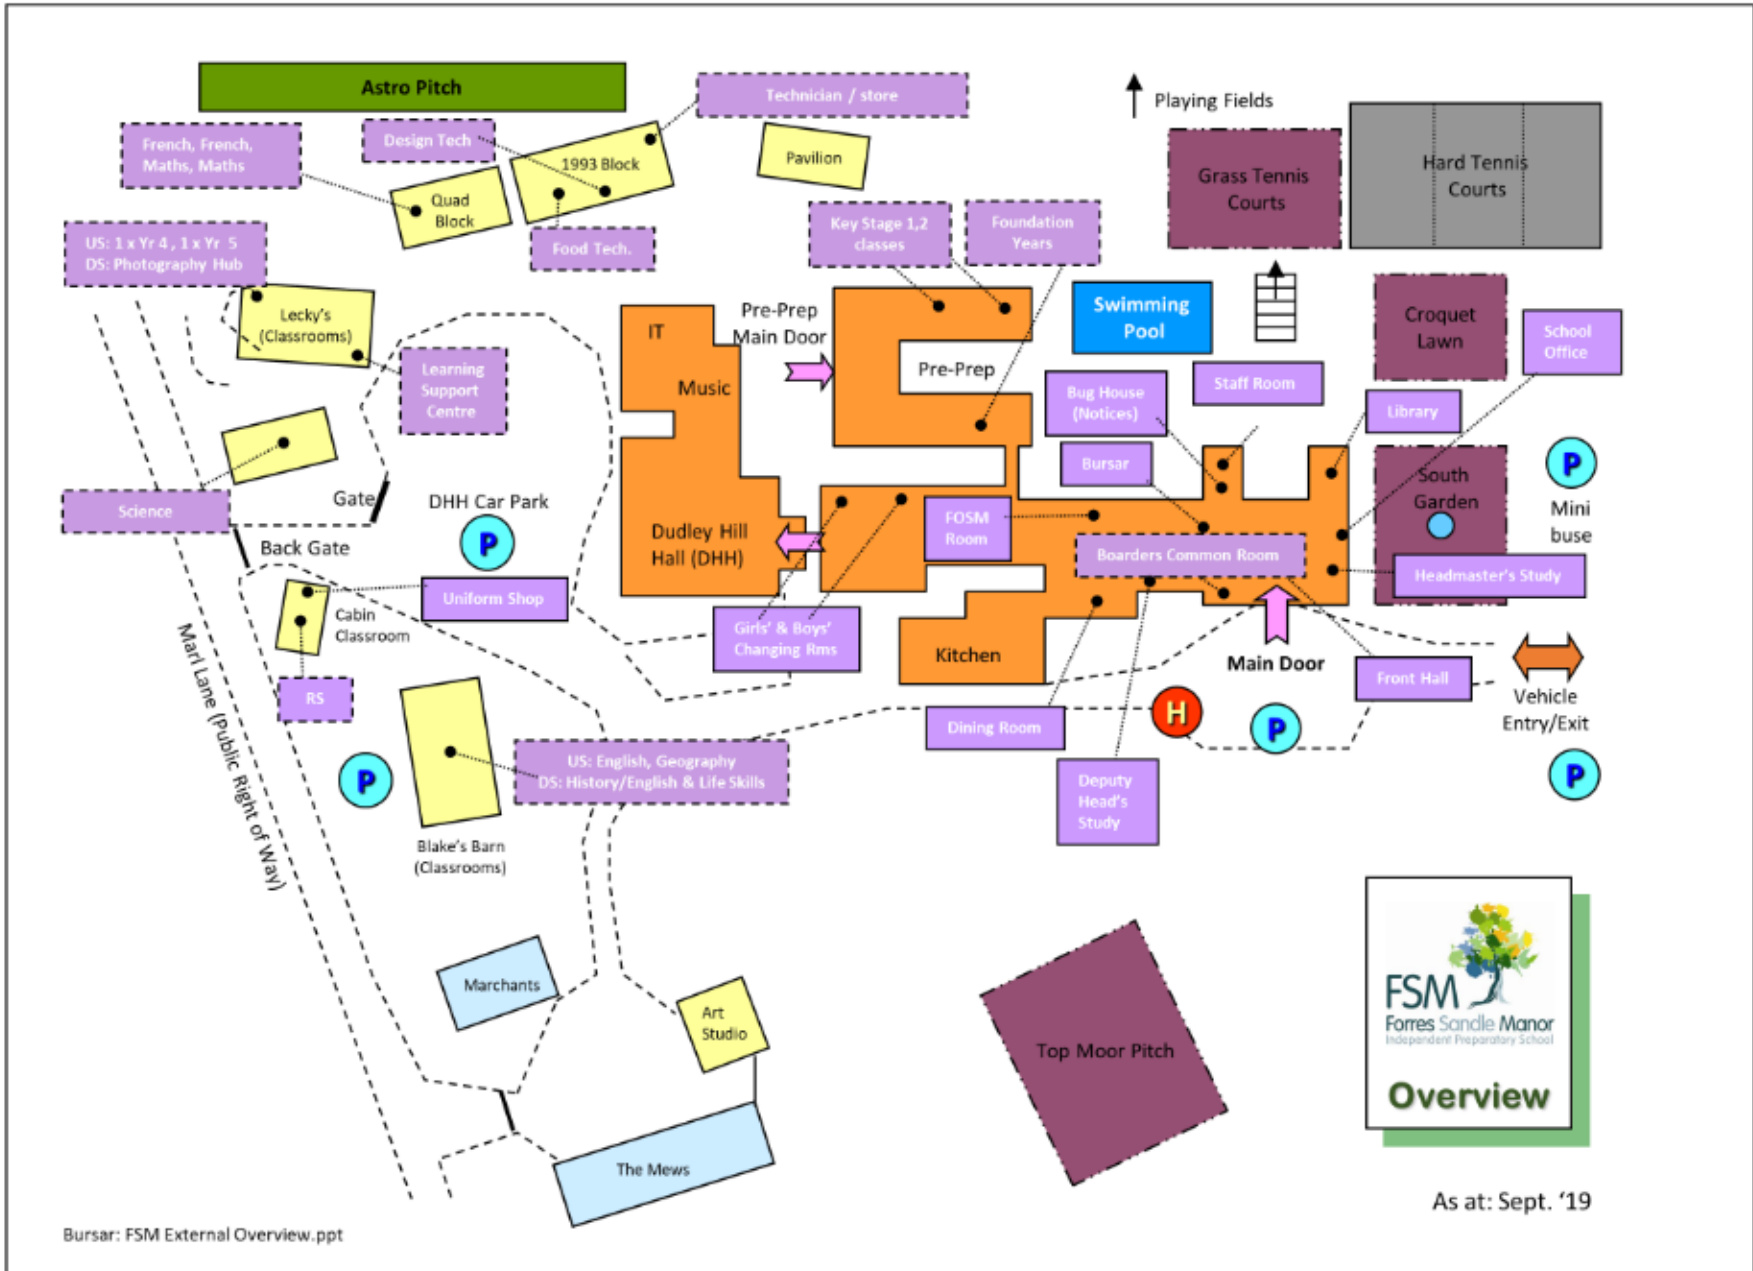 Astro Pitch
Technician / store
Playing Fields
French, French,
Maths, Maths
Design Tech
1993 Block
Pavilion
Grass Tennis
Courts
Hard Tennis
Courts
Quad
Block
Food Tech.
Key Stage 1,2
classes
Foundation
Years
US: 1 x Yr 4 , 1 x Yr 5
DS: Photography Hub
Lecky's
(Classrooms)
IT
Music
Pre-Prep
Main Door
Pre-Prep
Swimming
Pool
Croquet
Lawn
School
Office
Learning
Support
Centre
Bug House
(Notices)
Staff Room
Library
Bursar
Science
Gate
DHH Car Park
P
Back Gate
Dudley Hill
Hall (DHH)
FOSM
Room
Boarders Common Room
South
Garden
P
Mini
buse
Headmaster's Study
Uniform Shop
Cabin
Classroom
RS
Girls' & Boys'
Changing Rms
Kitchen
Main Door
Front Hall
Vehicle
Entry/Exit
Marl Lane (Public Right of Way)
Dining Room
H
P
P
P
US: English, Geography
DS: History/English & Life Skills
Deputy
Head's
Study
Blake's Barn
(Classrooms)
Marchants
Art
Studio
Top Moor Pitch
The Mews
FSM
Forres Sandle Manor
Independent Preparatory School
Overview
As at: Sept. '19
Bursar: FSM External Overview.ppt